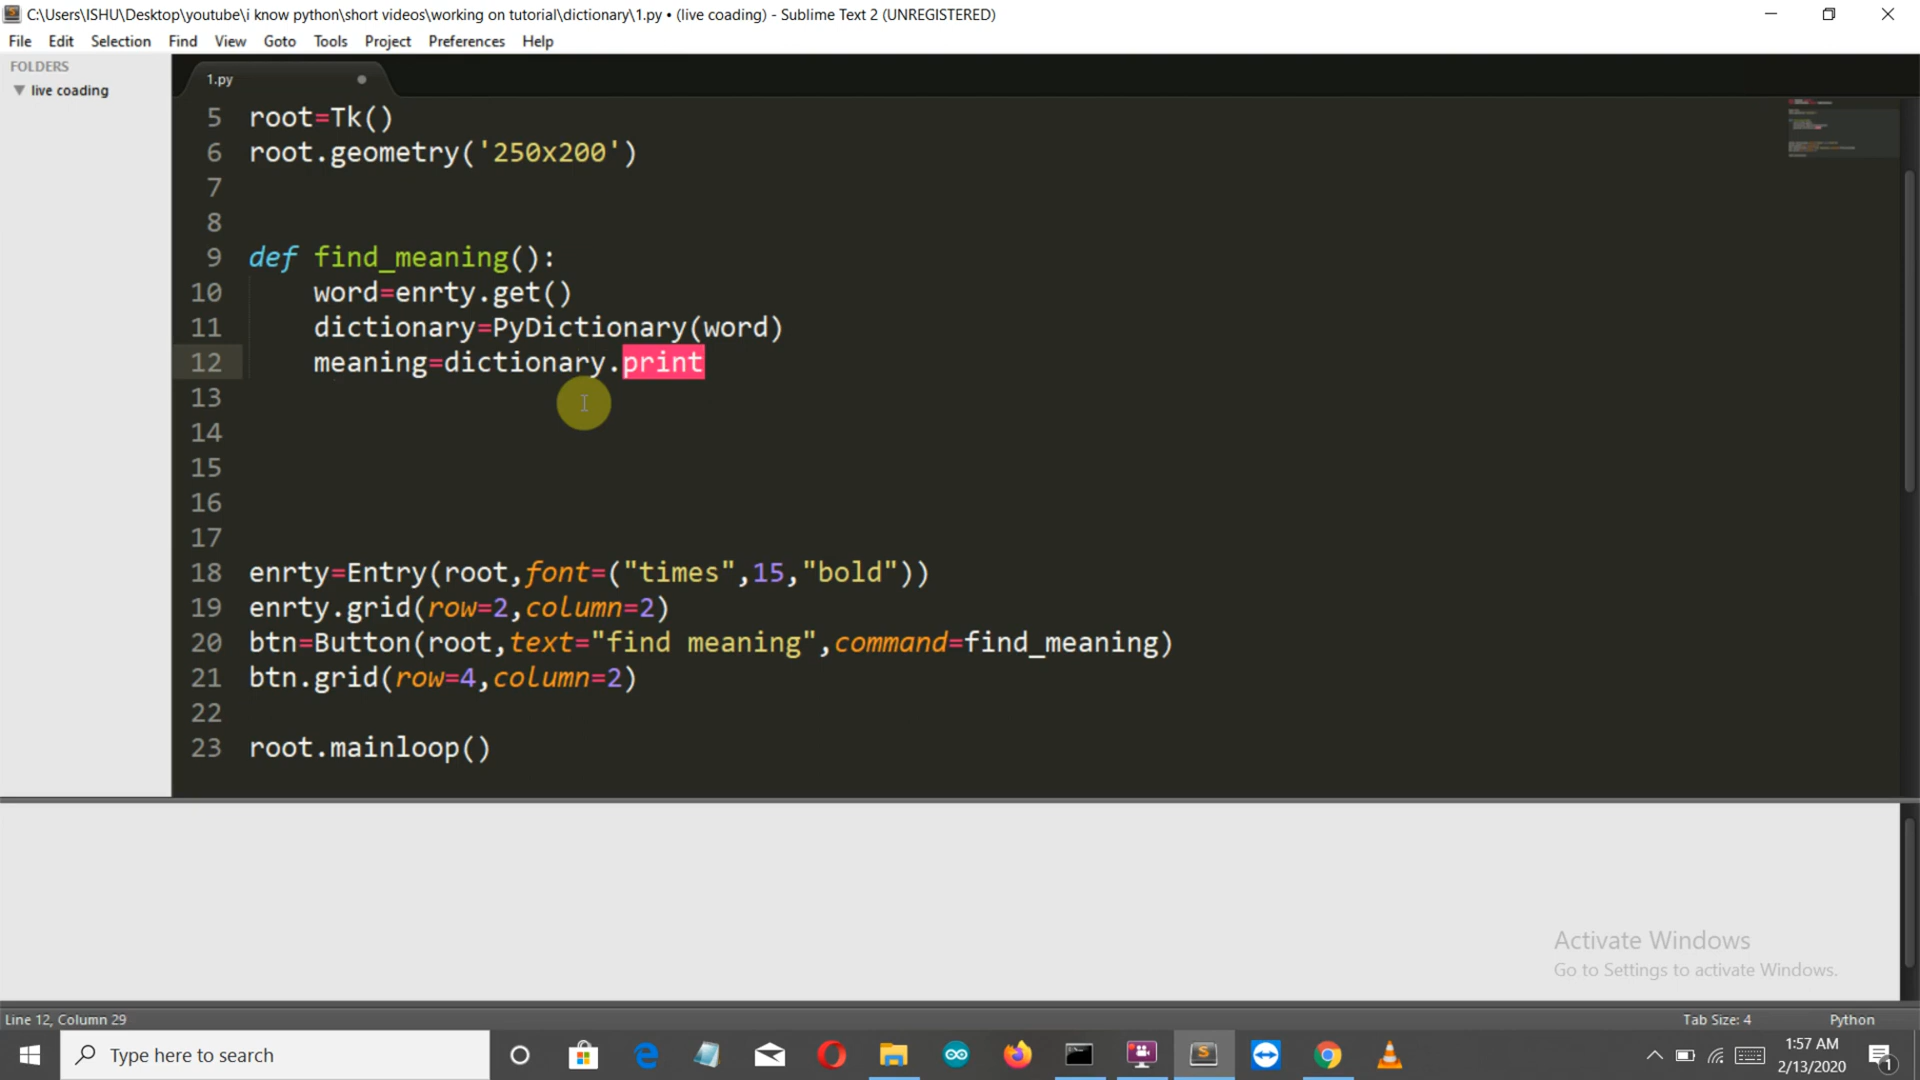 C:\Users\ISHU\Desktop\youtube\i know python\short videos\working on tutorial\dictionary\1.py • (live coading) - Sublime Text 2 (UNREGISTERED)
File Edit Selection Find View Goto Tools Project Preferences Help
FOLDERS
live coading
1.py
5 root=Tk()
6 root.geometry('250x200')
7
8
9 def find_meaning():
10 word=enrty.get()
11 dictionary=PyDictionary(word)
12 meaning=dictionary.print
13
14
15
16
17
18 enrty=Entry(root,font=("times",15,"bold"))
19 enrty.grid(row=2,column=2)
20 btn=Button(root,text="find meaning",command=find_meaning)
21 btn.grid(row=4,column=2)
22
23 root.mainloop()
Activate Windows
Go to Settings to activate Windows.
Line 12, Column 29
Tab Size: 4
Python
Type here to search
1:57 AM
2/13/2020
1